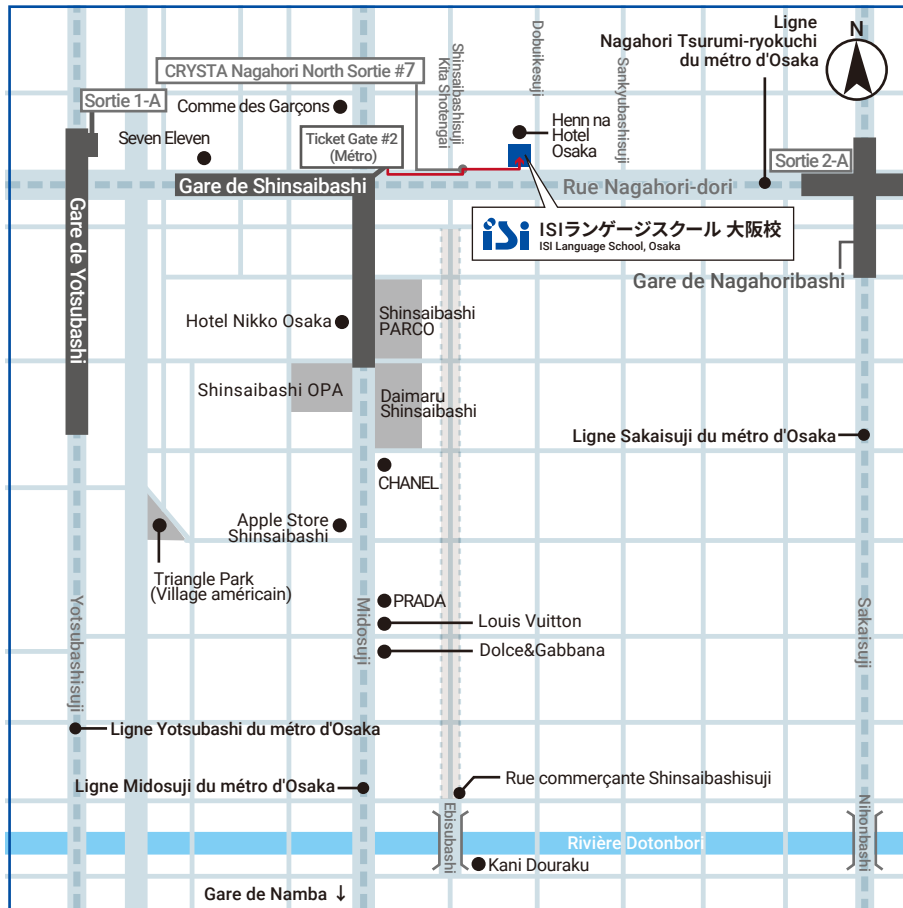 Ligne
Nagahori Tsurumi-ryokuchi
du métro d'Osaka
N
CRYSTA Nagahori North Sortie #7
Shinsaibashisuji
Kita Shotengai
Dobuikesuji
Sankyubashisuji
Sortie 1-A
Comme des Garçons
Seven Eleven
Ticket Gate #2
(Métro)
Henn na
Hotel
Osaka
Sortie 2-A
Gare de Shinsaibashi
Rue Nagahori-dori
Gare de Yotsubashi
iSi
ISIランゲージスクール 大阪校
ISI Language School, Osaka
Gare de Nagahoribashi
Hotel Nikko Osaka
Shinsaibashi
PARCO
Shinsaibashi OPA
Daimaru
Shinsaibashi
Ligne Sakaisuji du métro d'Osaka
CHANEL
Apple Store
Shinsaibashi
Triangle Park
(Village américain)
PRADA
Louis Vuitton
Dolce&Gabbana
Yotsubashisuji
Midosuji
Sakaisuji
Ligne Yotsubashi du métro d'Osaka
Ligne Midosuji du métro d'Osaka
Rue commerçante Shinsaibashisuji
Ebisubashi
Nihonbashi
Rivière Dotonbori
Kani Douraku
Gare de Namba ↓